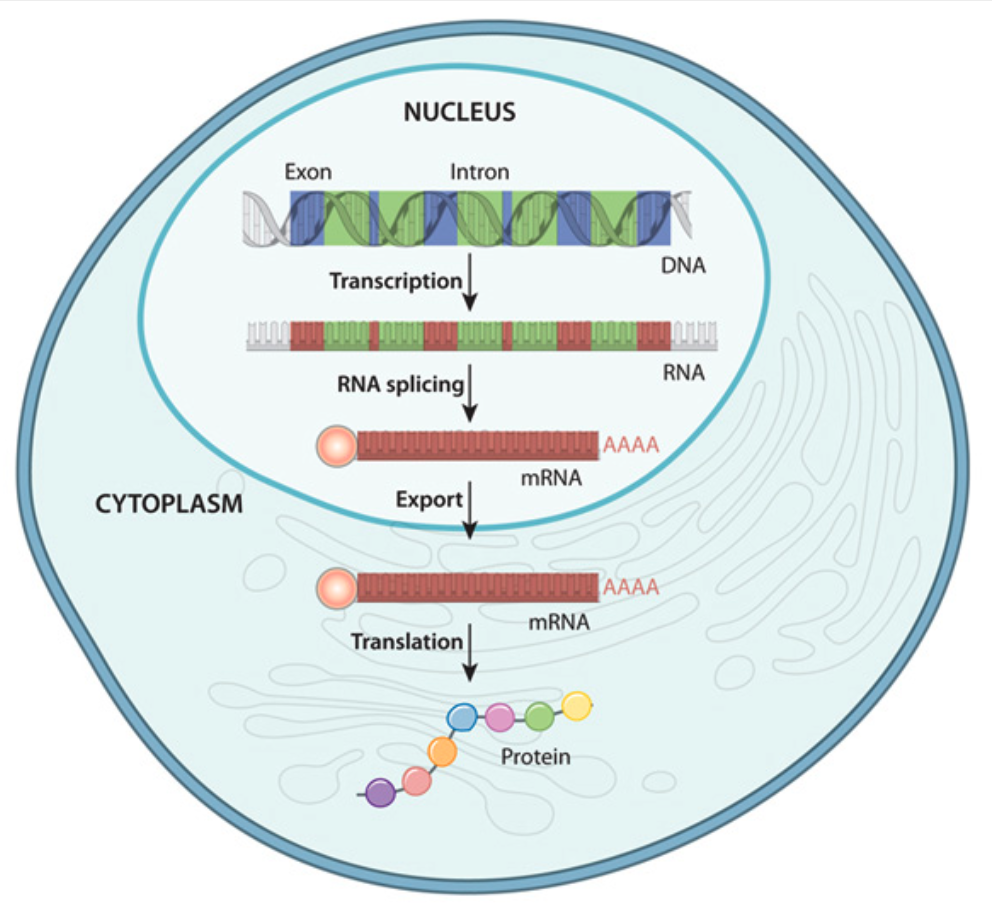 NUCLEUS
Exon
Intron
DNA
Transcription
RNA
RNA splicing
AAAA
mRNA
Export
CYTOPLASM
AAAA
mRNA
Translation
Protein